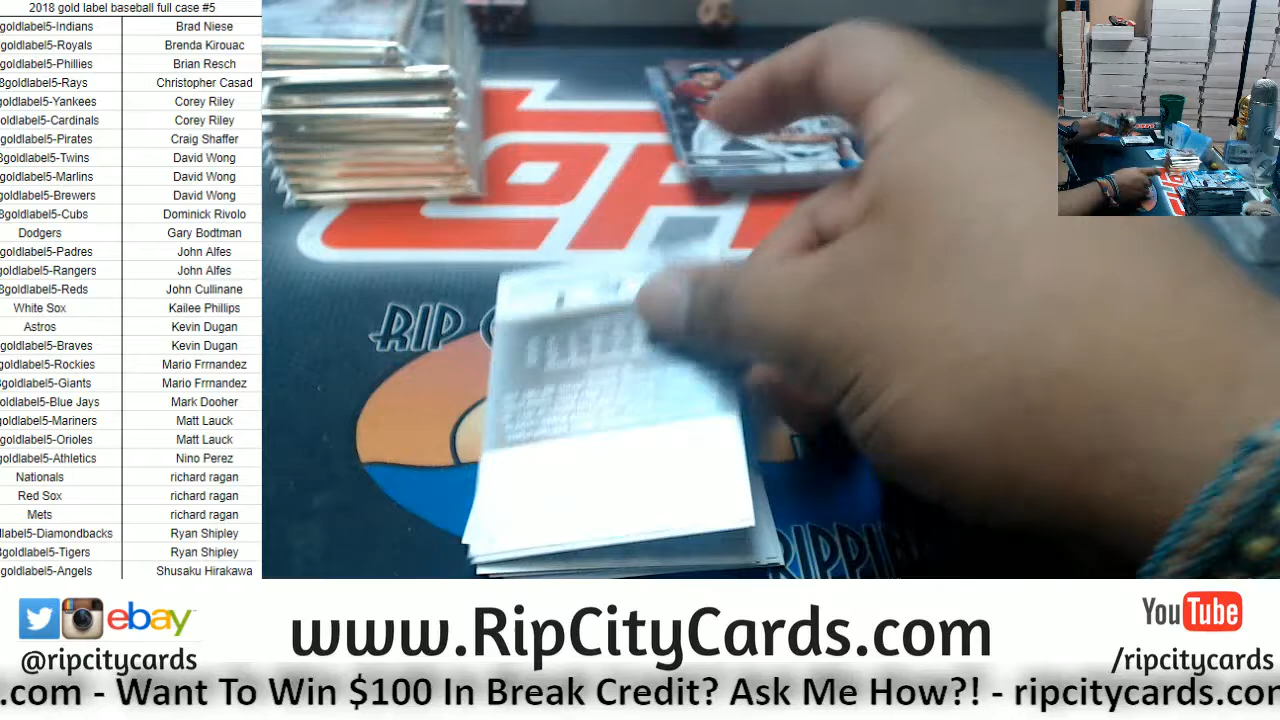 2018 gold label baseball full case #5
goldlabel5-Indians Brad Niese
goldlabel5-Royals Brenda Kirouac
goldlabel5-Phillies Brian Resch
8goldlabel5-Rays Christopher Casad
goldlabel5-Yankees Corey Riley
goldlabel5-Cardinals Corey Riley
goldlabel5-Pirates Craig Shaffer
8goldlabel5-Twins David Wong
goldlabel5-Marlins David Wong
goldlabel5-Brewers David Wong
8goldlabel5-Cubs Dominick Rivolo
Dodgers Gary Bodtman
goldlabel5-Padres John Alfes
goldlabel5-Rangers John Alfes
8goldlabel5-Reds John Cullinane
White Sox Kailee Phillips
Astros Kevin Dugan
goldlabel5-Braves Kevin Dugan
goldlabel5-Rockies Mario Frrnandez
goldlabel5-Giants Mario Frrnandez
oldlabel5-Blue Jays Mark Dooher
goldlabel5-Mariners Matt Lauck
goldlabel5-Orioles Matt Lauck
goldlabel5-Athletics Nino Perez
Nationals richard ragan
Red Sox richard ragan
Mets richard ragan
label5-Diamondbacks Ryan Shipley
goldlabel5-Tigers Ryan Shipley
goldlabel5-Angels Shusaku Hirakawa
RIP
RIPPI
ebay
@ripcitycards
www.RipCityCards.com
YouTube
/ripcitycards
s.com - Want To Win $100 In Break Credit? Ask Me How?! - ripcitycards.com